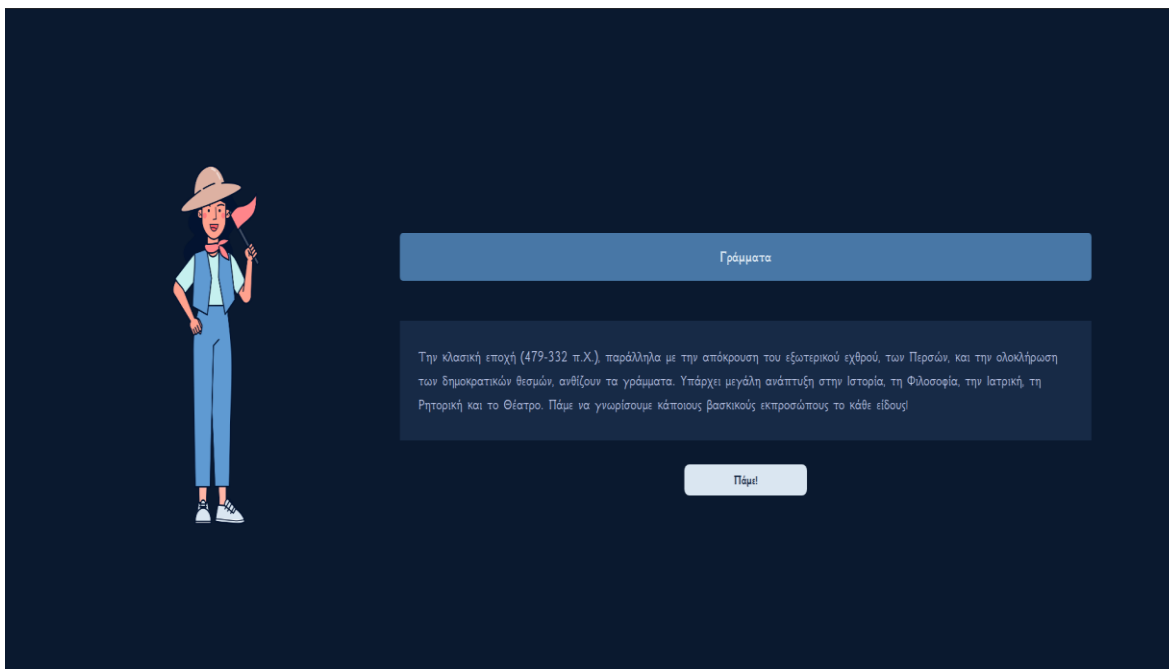 Γράμματα
Την κλασική εποχή (479-332 π.Χ.), παράλληλα με την απόκρουση του εξωτερικού εχθρού, των Περσών, και την ολοκλήρωση
των δημοκρατικών θεσμών, ανθίζουν τα γράμματα. Υπάρχει μεγάλη ανάπτυξη στην Ιστορία, τη Φιλοσοφία, την Ιατρική, τη
Ρητορική και το Θέατρο. Πάμε να γνωρίσουμε κάποιους βασκικούς εκπροσώπους το κάθε είδους!
Πάμε!